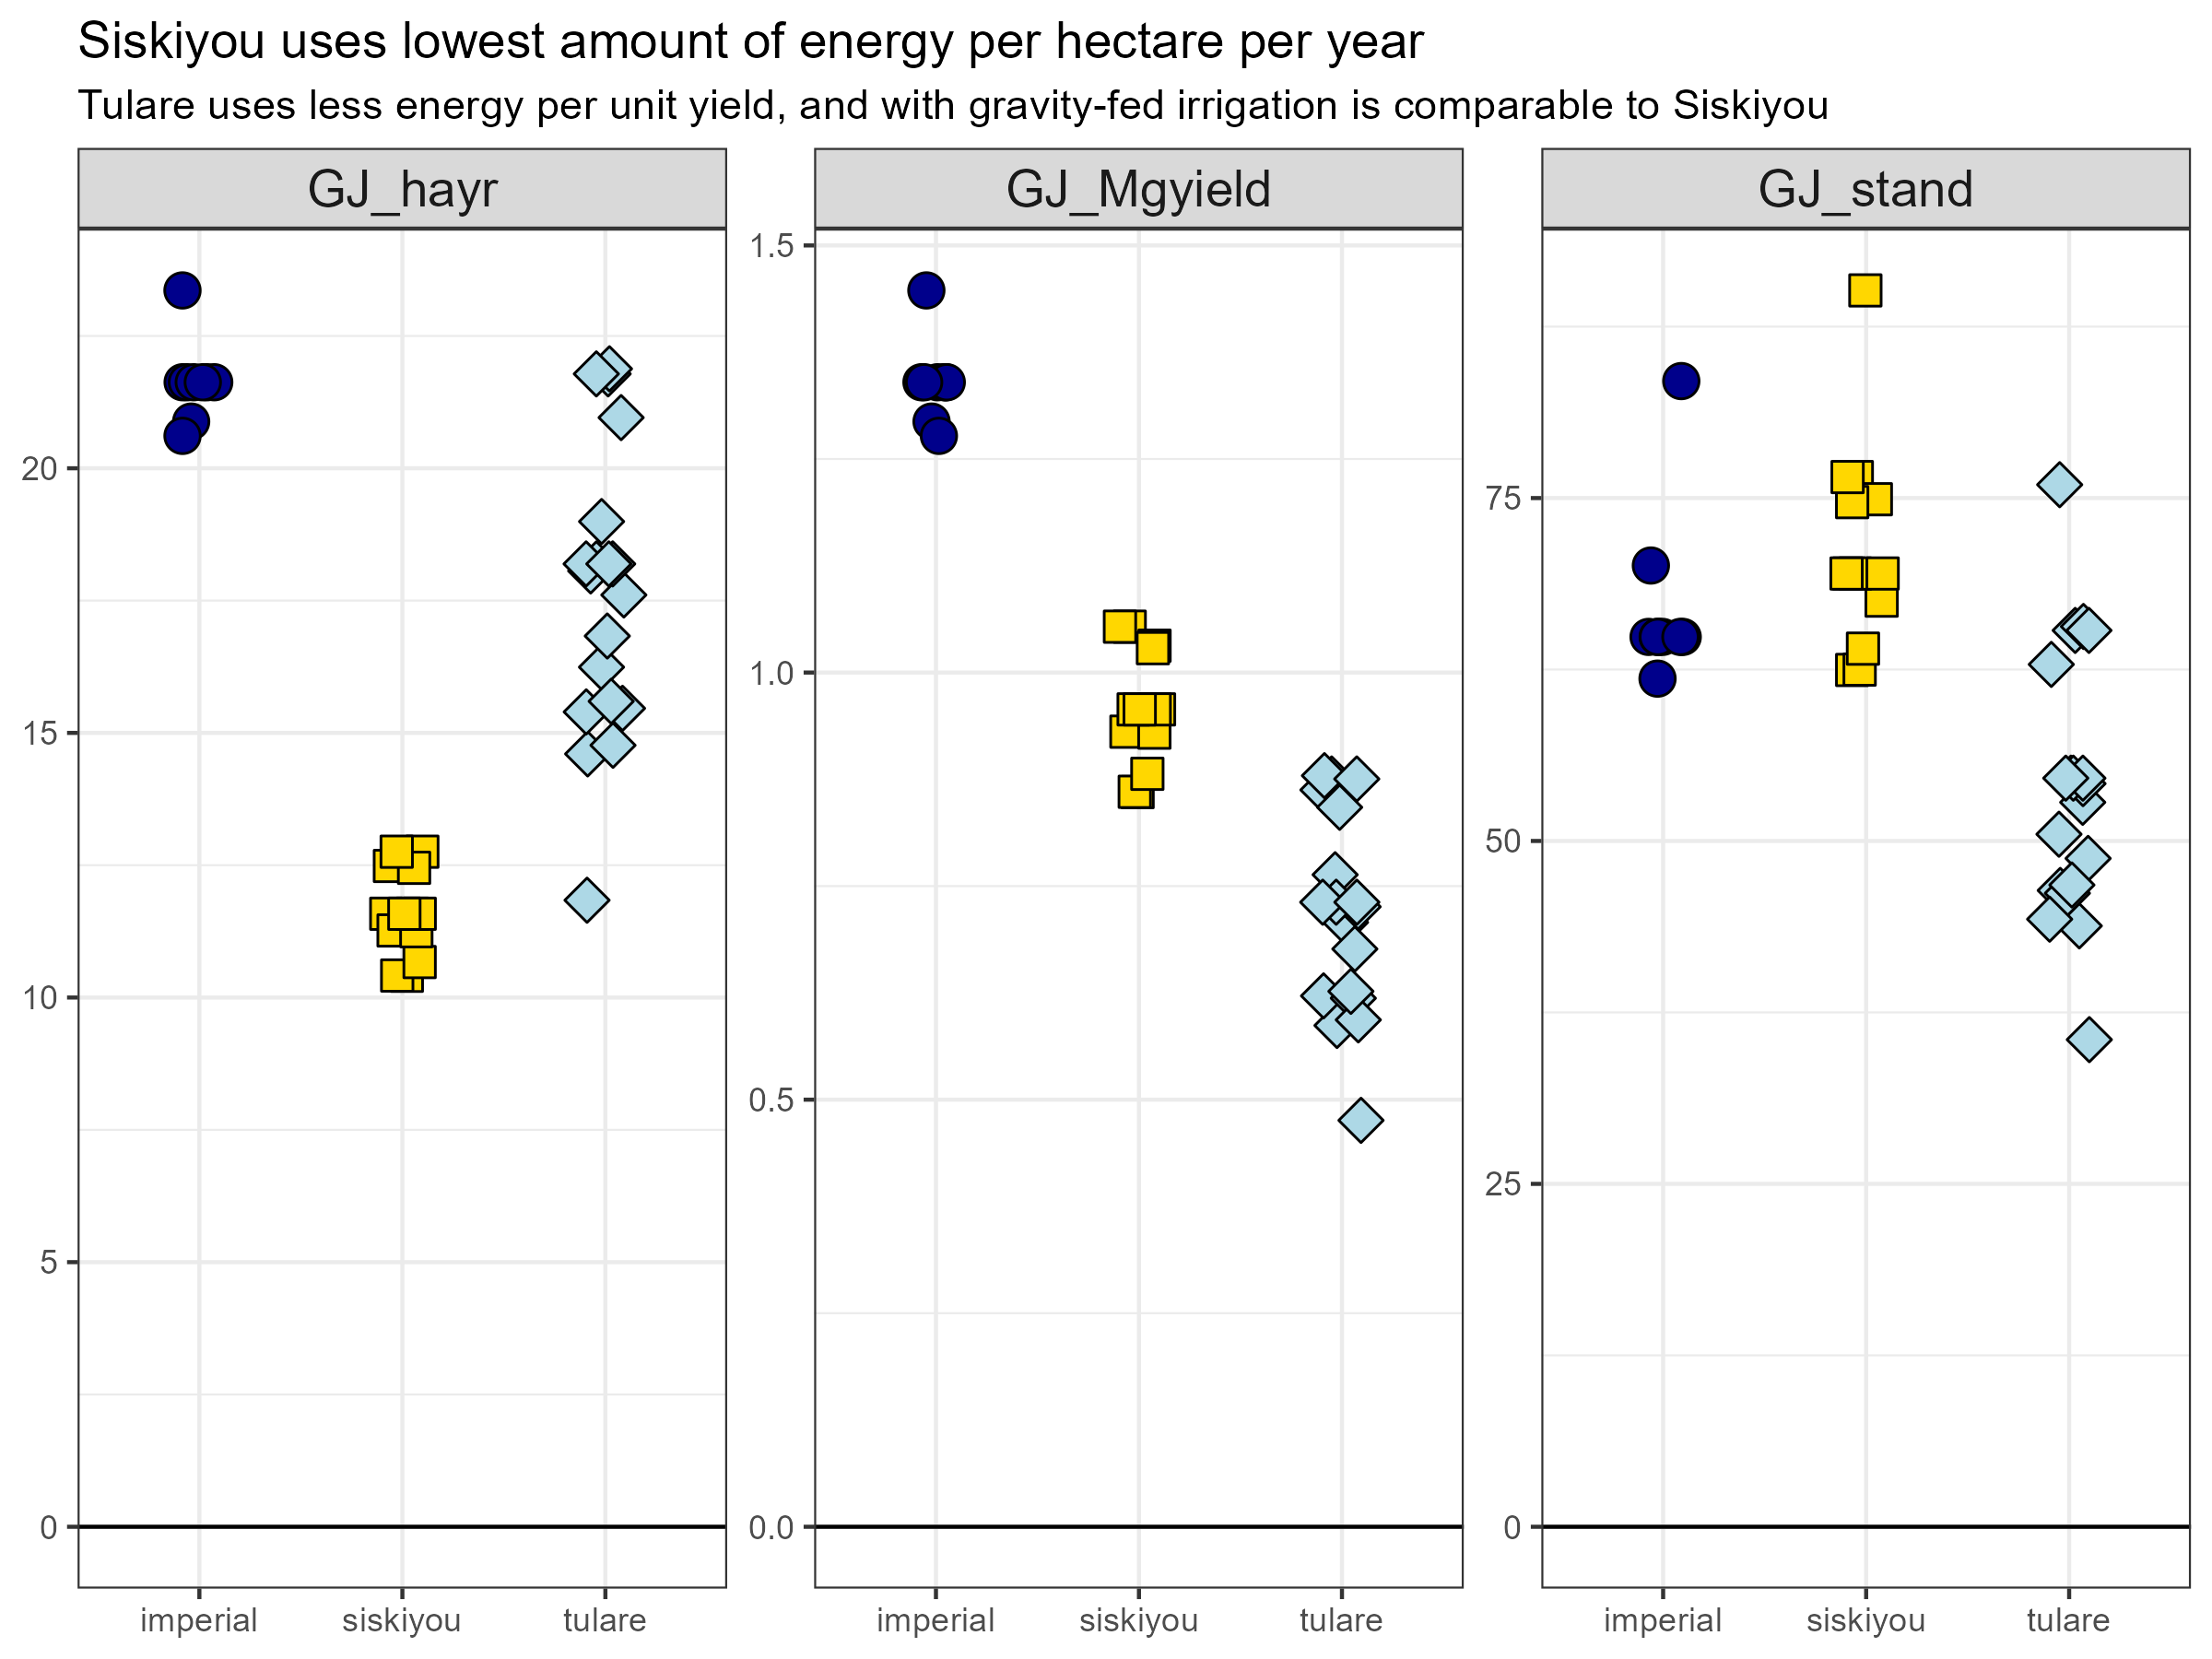 Siskiyou uses lowest amount of energy per hectare per year
Tulare uses less energy per unit yield, and with gravity-fed irrigation is comparable to Siskiyou
GJ_hayr
GJ_Mgyield
GJ_stand
20
15
10
5
0
1.5
1.0
0.5
0.0
75
50
25
0
imperial siskiyou tulare
imperial siskiyou tulare
imperial siskiyou tulare